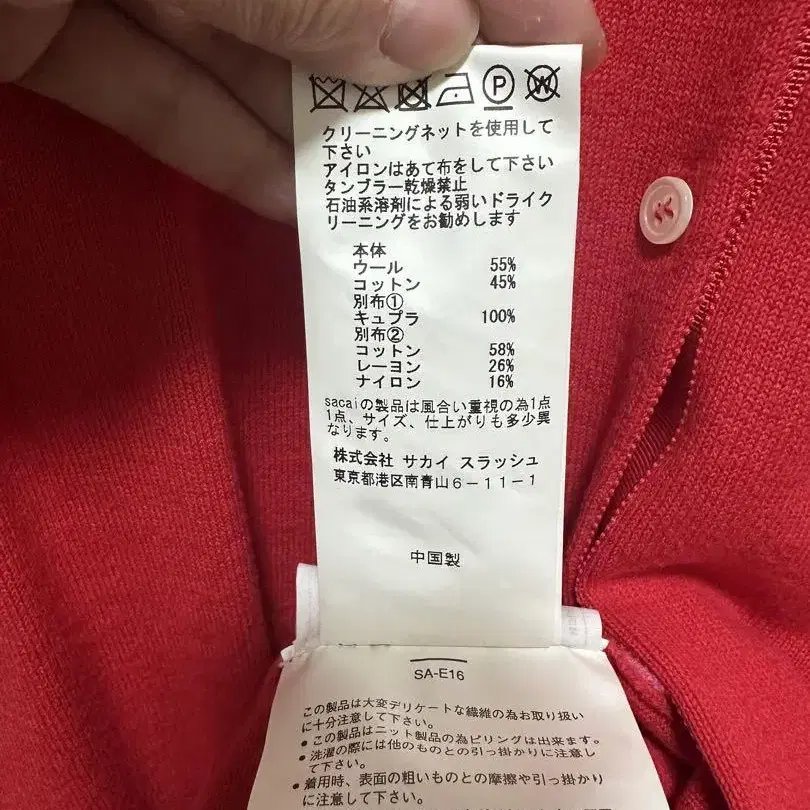 P W
クリーニングネットを使用して
下さい
アイロンはあて布をして下さい
タンブラー乾燥禁止
石油系溶剤による弱いドライク
リーニングをお勧めします
本体
ウール 55%
コットン 45%
別布①
キュプラ 100%
別布②
コットン 58%
レーヨン 26%
ナイロン 16%
sacaiの製品は風合い重視の為1点
1点、サイズ、仕上がりも多少異
なります。
株式会社 サカイ スラッシュ
東京都港区南青山6-11-1
中国製
SA-E16
この製品は大変デリケートな繊維の為お取り扱い
に十分注意して下さい。
●この製品はニット製品の為ピリングは出来ます。
●洗濯の際には他のものとの引っ掛かりに注意し
て下さい。
●着用時、表面の粗いものとの摩擦や引っ掛かり
に注意して下さい。